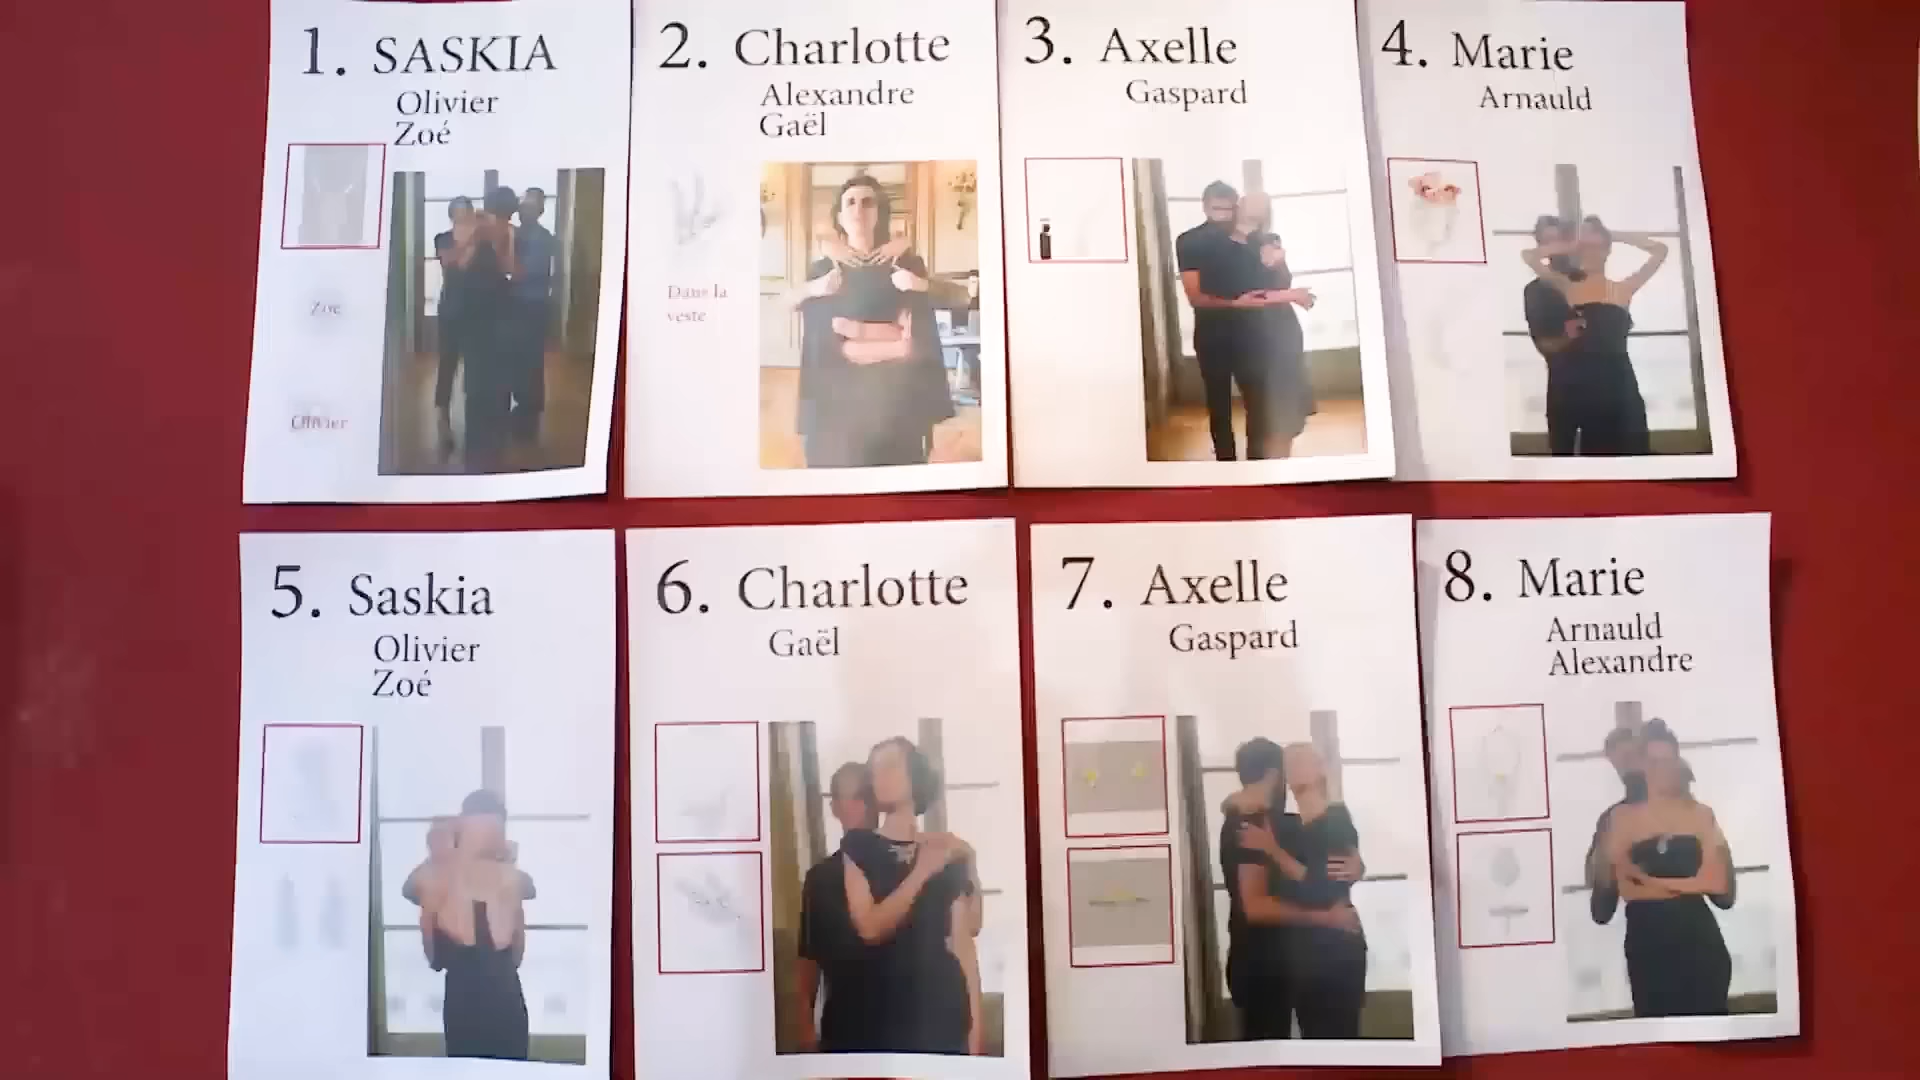 1. SASKIA
Olivier
Zoé
Zoé
Olivier
2. Charlotte
Alexandre
Gaël
Dans la
veste
3. Axelle
Gaspard
4. Marie
Arnauld
5. Saskia
Olivier
Zoé
6. Charlotte
Gaël
7. Axelle
Gaspard
8. Marie
Arnauld
Alexandre